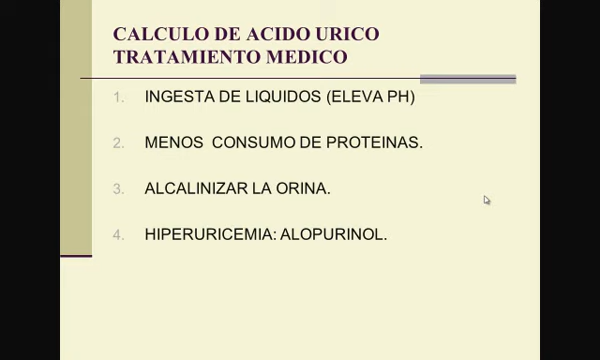 CALCULO DE ACIDO URICO
TRATAMIENTO MEDICO
1. INGESTA DE LIQUIDOS (ELEVA PH)
2. MENOS CONSUMO DE PROTEINAS.
3. ALCALINIZAR LA ORINA.
4. HIPERURICEMIA: ALOPURINOL.